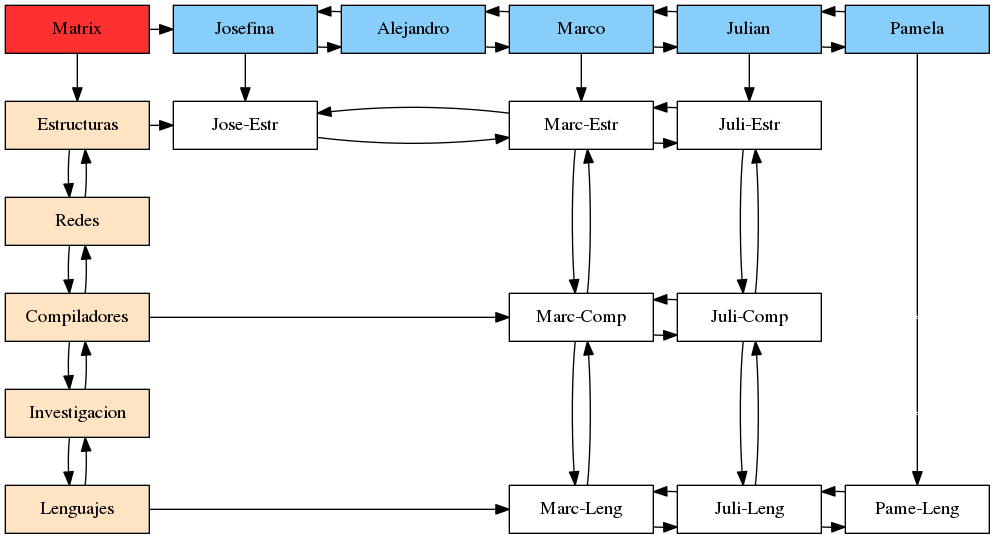 Matrix Josefina Alejandro Marco Julian Pamela
Estructuras Jose-Estr Marc-Estr Juli-Estr
Redes
Compiladores Marc-Comp Juli-Comp
Investigacion
Lenguajes Marc-Leng Juli-Leng Pame-Leng